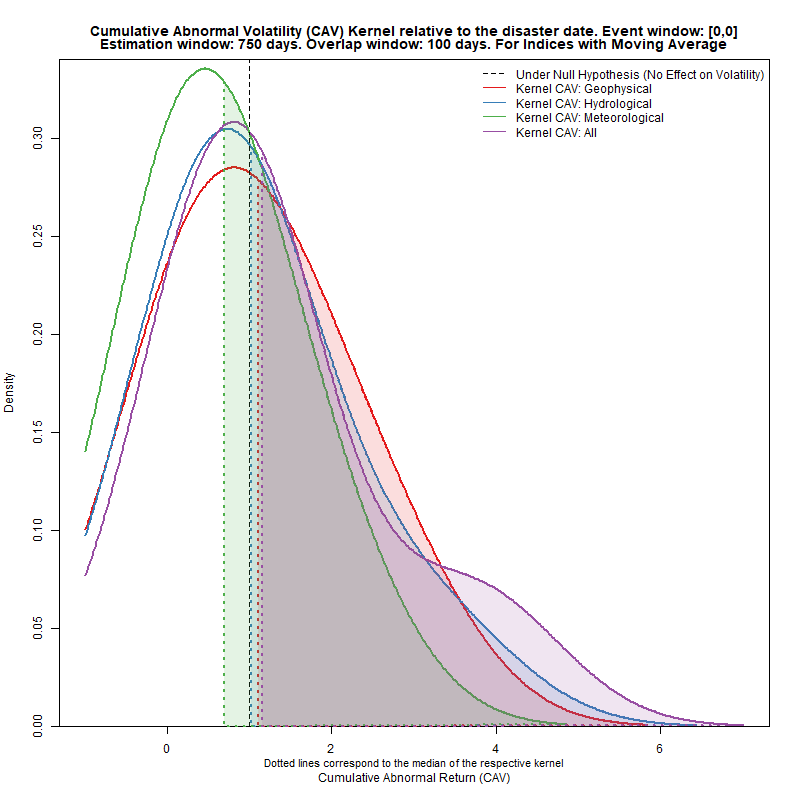 Cumulative Abnormal Volatility (CAV) Kernel relative to the disaster date. Event window: [0,0]
Estimation window: 750 days. Overlap window: 100 days. For Indices with Moving Average
Under Null Hypothesis (No Effect on Volatility)
Kernel CAV: Geophysical
Kernel CAV: Hydrological
Kernel CAV: Meteorological
Kernel CAV: All
0.30
0.25
0.20
0.15
0.10
0.05
0.00
Density
0 2 4 6
Dotted lines correspond to the median of the respective kernel
Cumulative Abnormal Return (CAV)